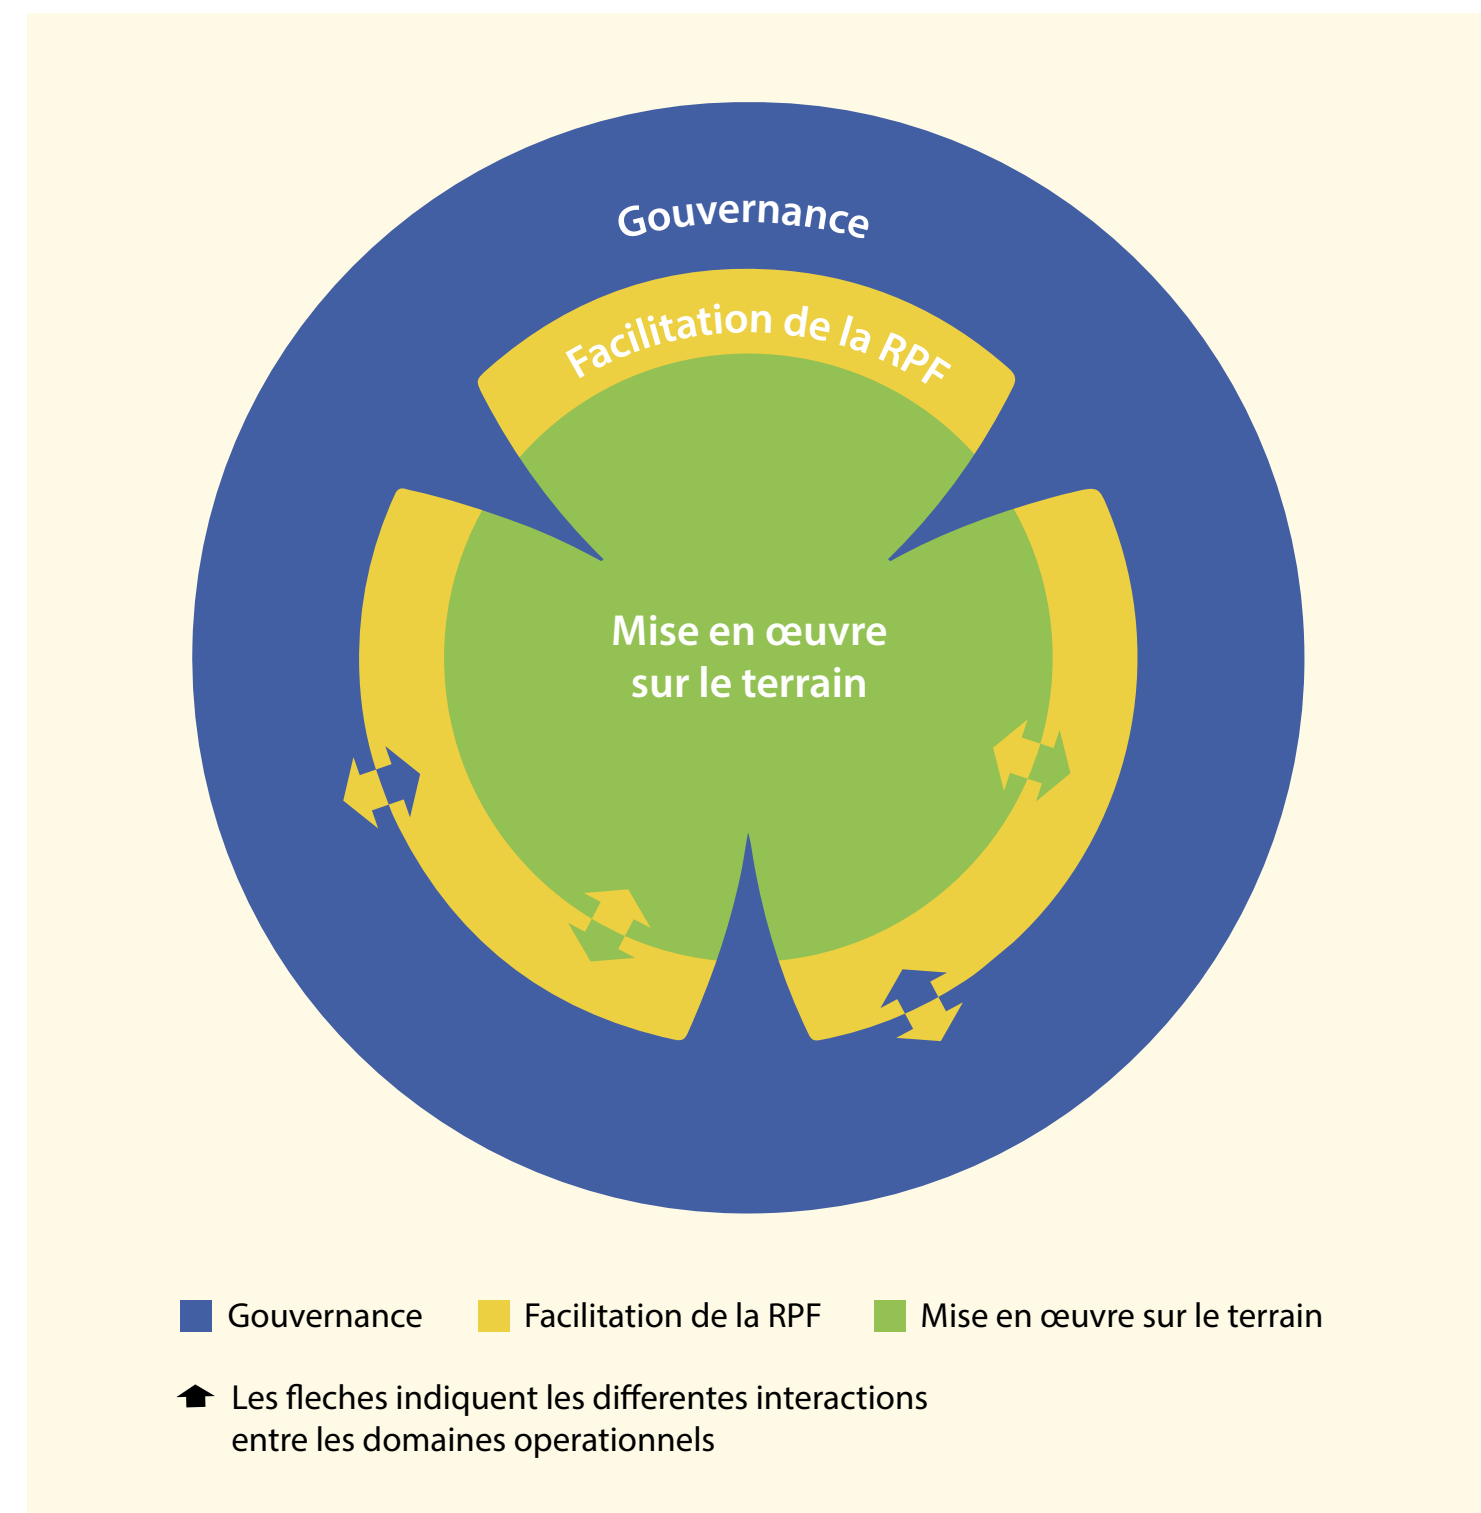 Gouvernance
Facilitation de la RPF
Mise en œuvre
sur le terrain
Gouvernance
Facilitation de la RPF
Mise en œuvre sur le terrain
Les fleches indiquent les differentes interactions
entre les domaines operationnels